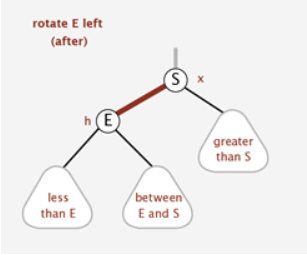 rotate E left
(after)
S x
h E
greater
than S
less
than E
between
E and S